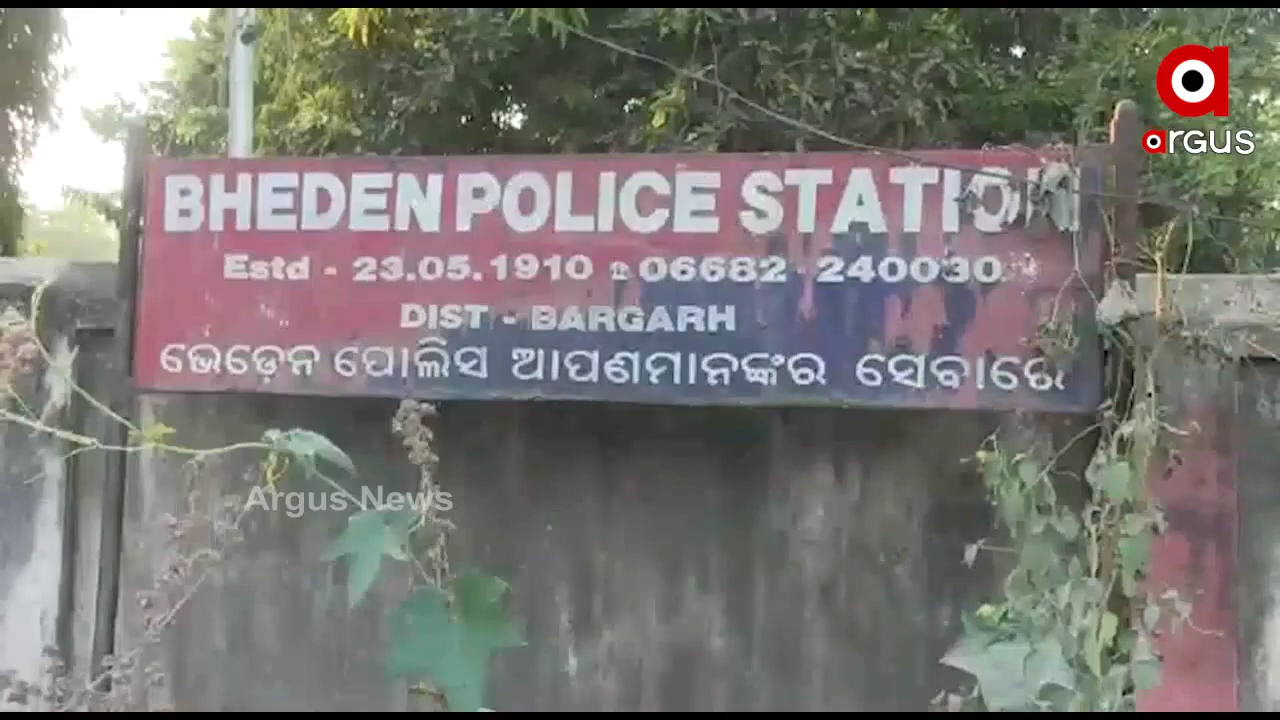 argus
BHEDEN POLICE STATION
Estd - 23.05.1910 ☎ 06682 240030
DIST - BARGARH
ଭେଡ଼େନ ପୋଲିସ ଆପଣମାନଙ୍କର ସେବାରେ
Argus News